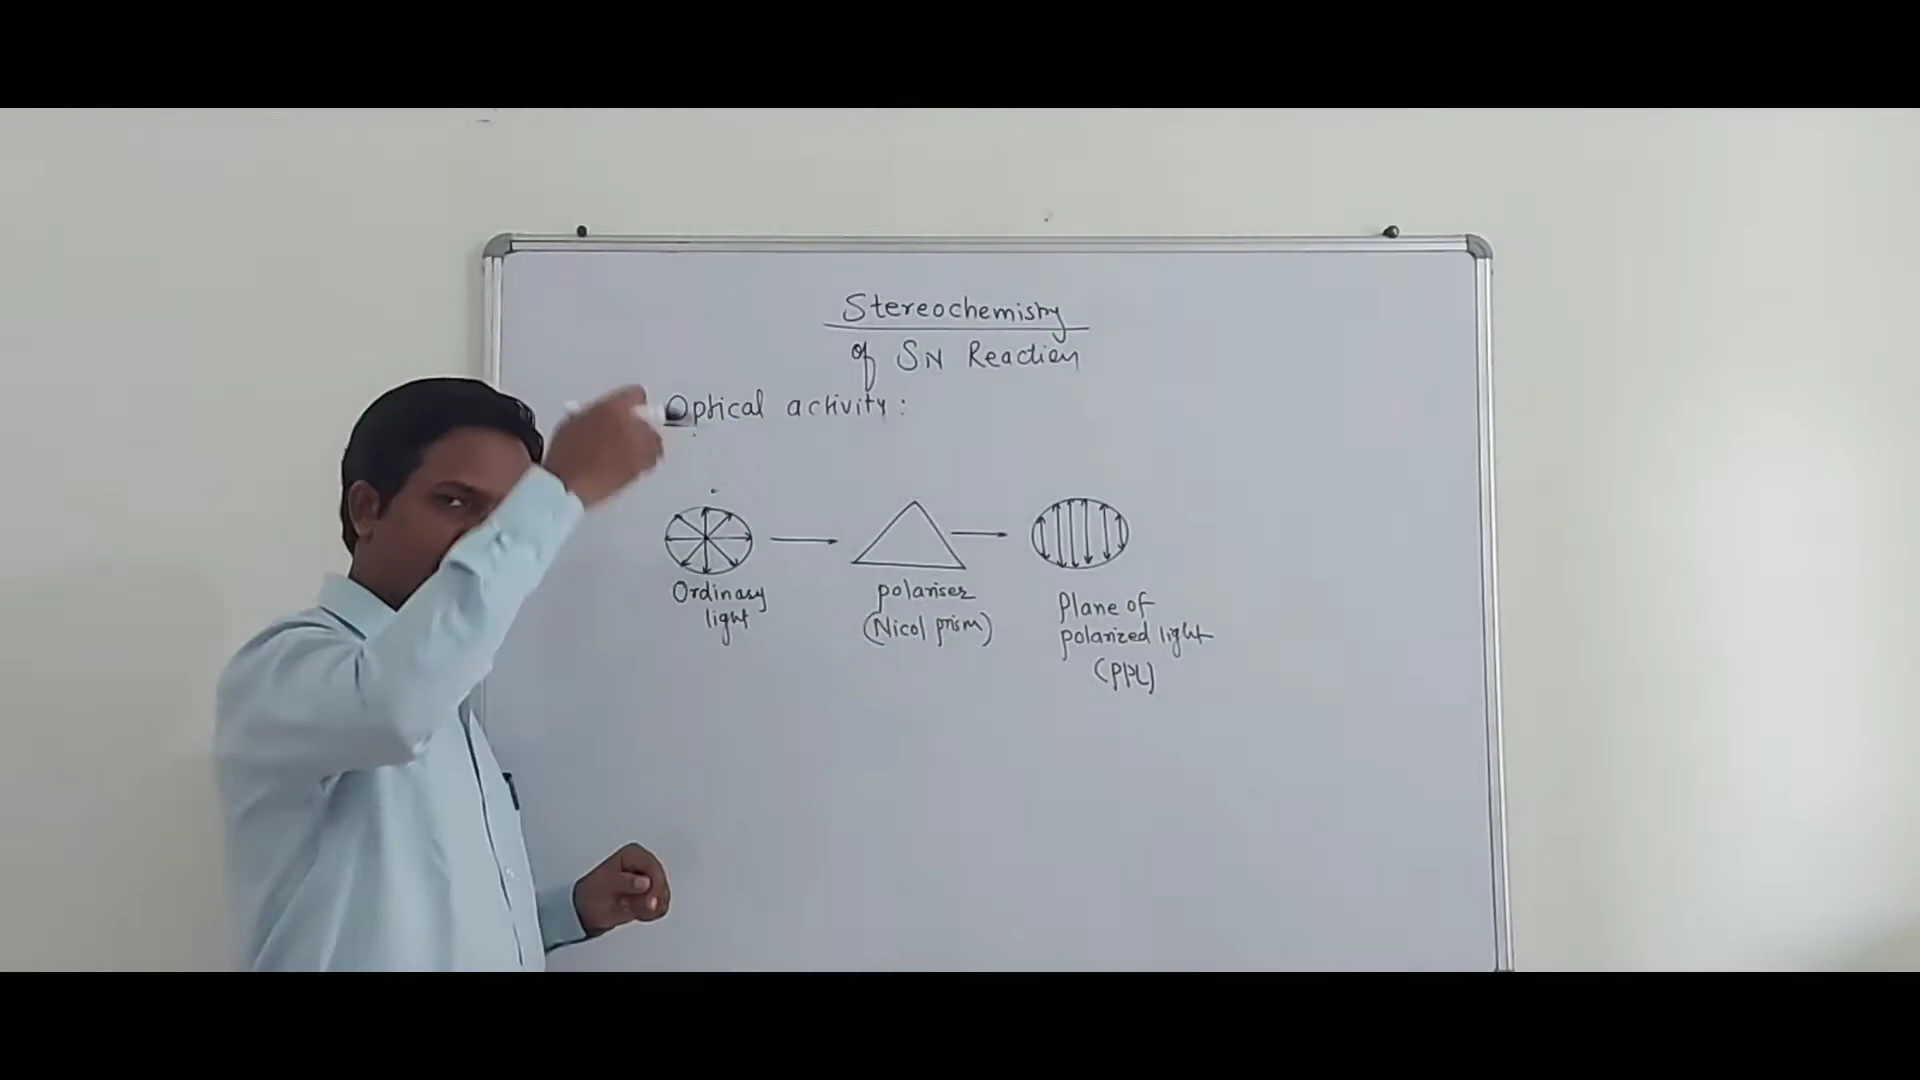 Stereochemistry
of SN Reaction
Optical activity:
Ordinary
light
polariser
(Nicol prism)
Plane of
polarized light
(PPL)